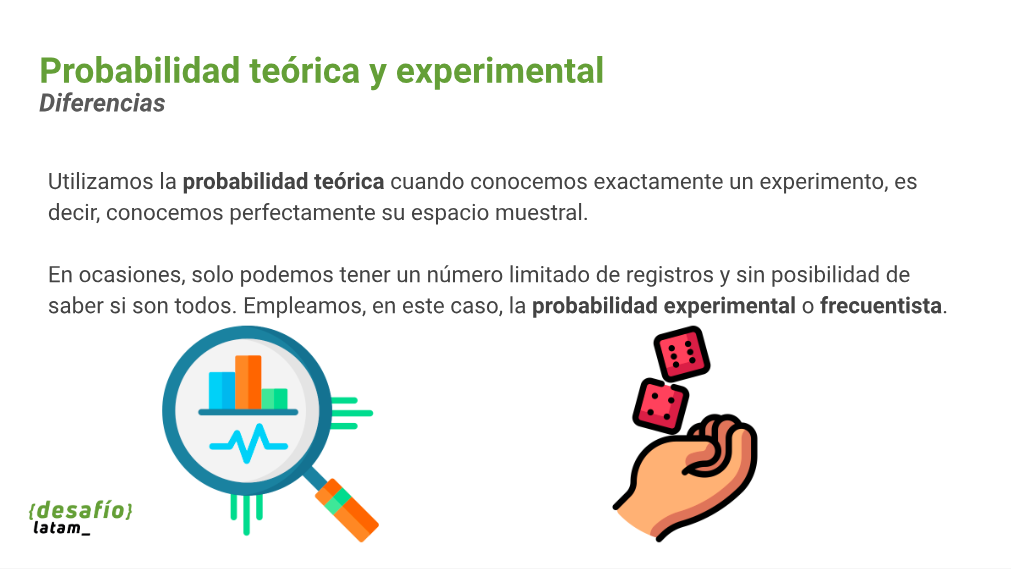 Probabilidad teórica y experimental
Diferencias
Utilizamos la probabilidad teórica cuando conocemos exactamente un experimento, es
decir, conocemos perfectamente su espacio muestral.
En ocasiones, solo podemos tener un número limitado de registros y sin posibilidad de
saber si son todos. Empleamos, en este caso, la probabilidad experimental o frecuentista.
{desafío}
latam_